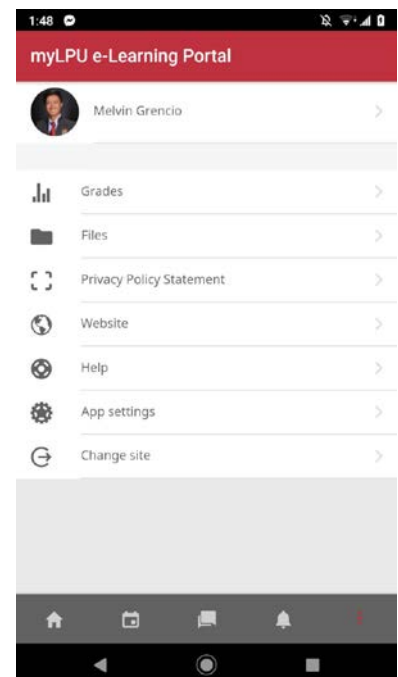 1:48
myLPU e-Learning Portal
Melvin Grencio
Grades
Files
Privacy Policy Statement
Website
Help
App settings
Change site